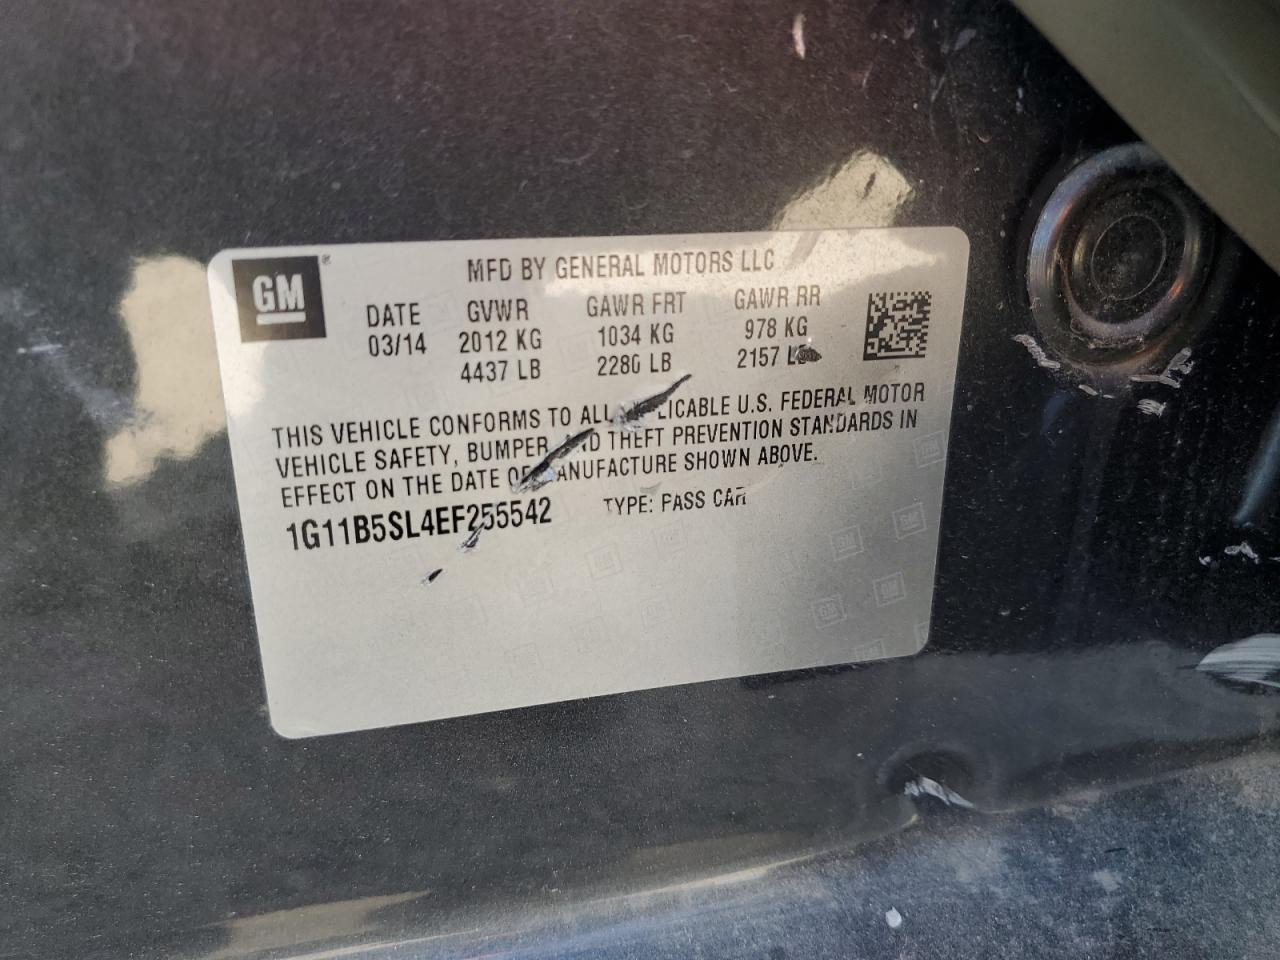 GM ®
MFD BY GENERAL MOTORS LLC
DATE GVWR GAWR FRT GAWR RR
03/14 2012 KG 1034 KG 978 KG
4437 LB 2280 LB 2157
THIS VEHICLE CONFORMS TO ALL U.S. FEDERAL MOTOR
VEHICLE SAFETY, BUMPER THEFT PREVENTION STANDARDS IN
EFFECT ON THE DATE SHOWN ABOVE.
1G11B5SL4EF255542 TYPE: PASS CAR